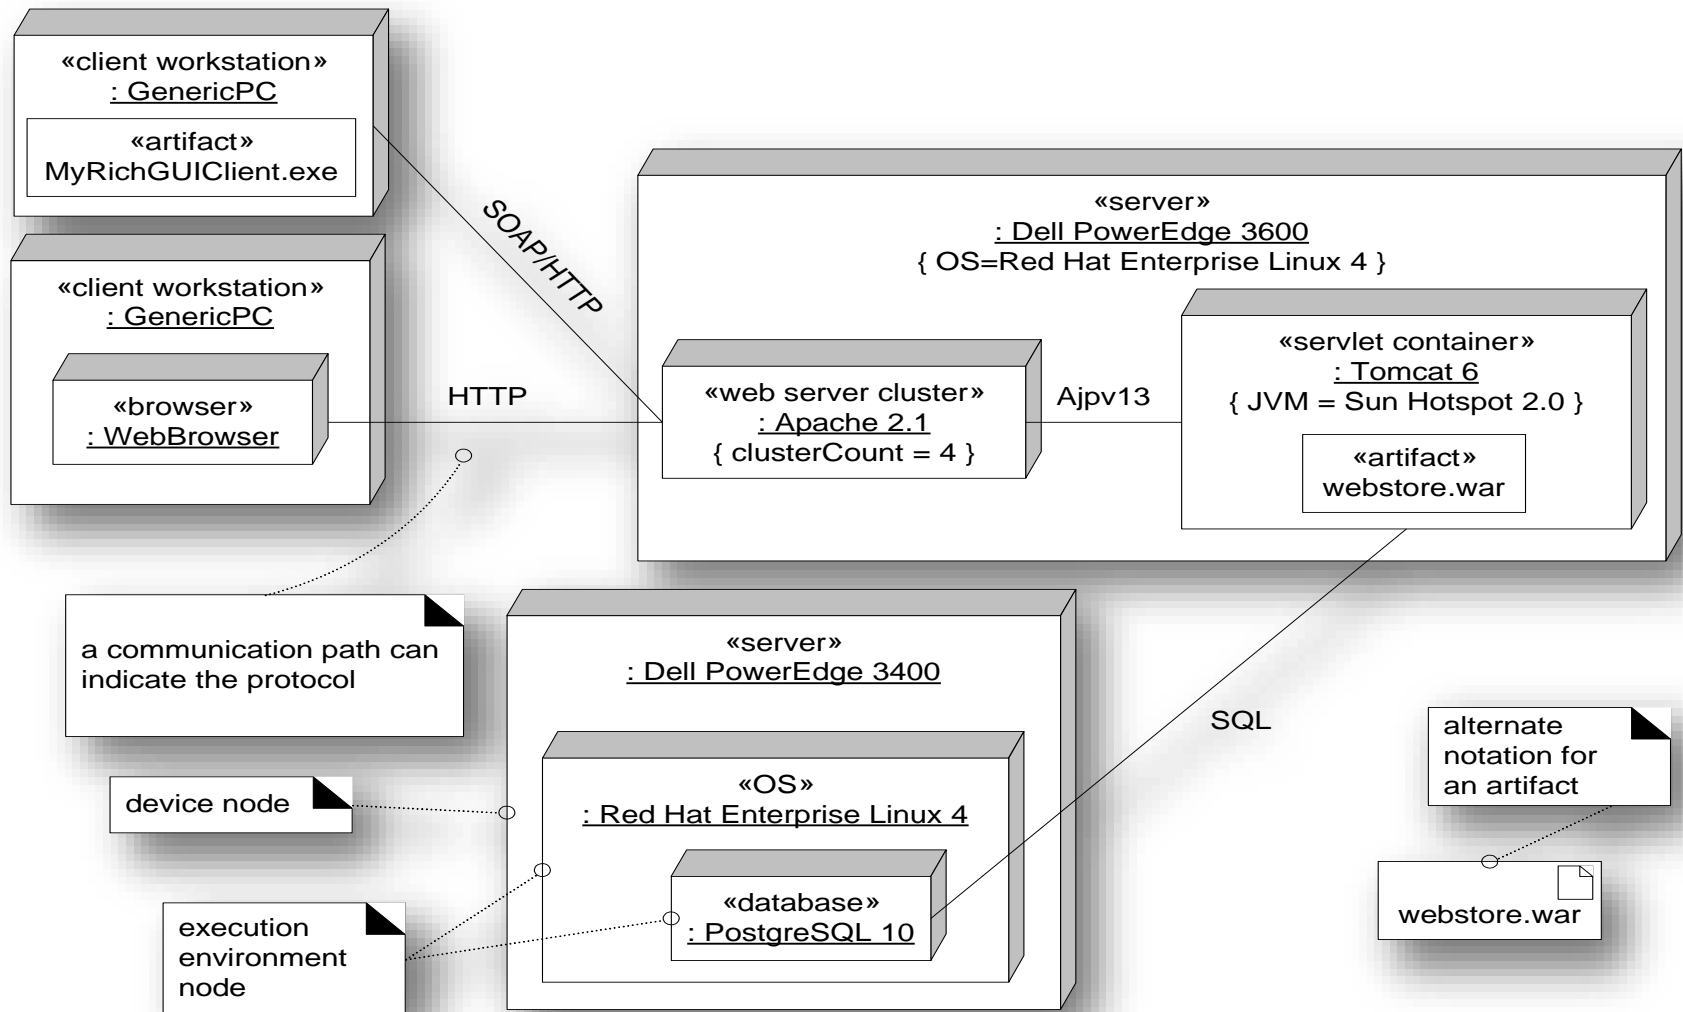 «client workstation»
: GenericPC
«artifact»
MyRichGUIClient.exe
«client workstation»
: GenericPC
«browser»
: WebBrowser
SOAP/HTTP
HTTP
«server»
: Dell PowerEdge 3600
{ OS=Red Hat Enterprise Linux 4 }
«web server cluster»
: Apache 2.1
{ clusterCount = 4 }
Ajpv13
«servlet container»
: Tomcat 6
{ JVM = Sun Hotspot 2.0 }
«artifact»
webstore.war
a communication path can
indicate the protocol
device node
execution
environment
node
«server»
: Dell PowerEdge 3400
«OS»
: Red Hat Enterprise Linux 4
«database»
: PostgreSQL 10
SQL
alternate
notation for
an artifact
webstore.war